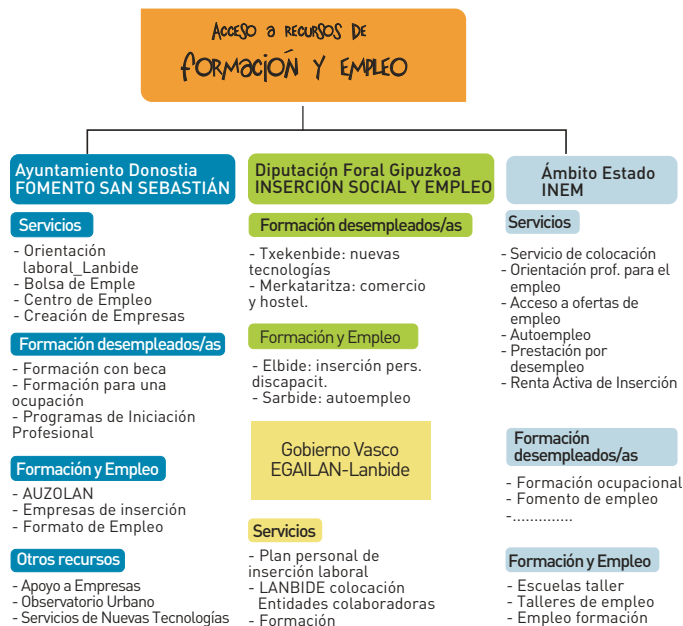 Acceso a recursos de
formación y empleo
Ayuntamiento Donostia
FOMENTO SAN SEBASTIÁN
Servicios
- Orientación
laboral_Lanbide
- Bolsa de Emple
- Centro de Empleo
- Creación de Empresas
Formación desempleados/as
- Formación con beca
- Formación para una
ocupación
- Programas de Iniciación
Profesional
Formación y Empleo
- AUZOLAN
- Empresas de inserción
- Formato de Empleo
Otros recursos
- Apoyo a Empresas
- Observatorio Urbano
- Servicios de Nuevas Tecnologías
Diputación Foral Gipuzkoa
INSERCIÓN SOCIAL Y EMPLEO
Formación desempleados/as
- Txekenbide: nuevas
tecnologías
- Merkataritza: comercio
y hostel.
Formación y Empleo
- Elbide: inserción pers.
discapacit.
- Sarbide: autoempleo
Gobierno Vasco
EGAILAN-Lanbide
Servicios
- Plan personal de
inserción laboral
- LANBIDE colocación
Entidades colaboradoras
- Formación
Ámbito Estado
INEM
Servicios
- Servicio de colocación
- Orientación prof. para el
empleo
- Acceso a ofertas de
empleo
- Autoempleo
- Prestación por
desempleo
- Renta Activa de Inserción
Formación
desempleados/as
- Formación ocupacional
- Fomento de empleo
-..............
Formación y Empleo
- Escuelas taller
- Talleres de empleo
- Empleo formación